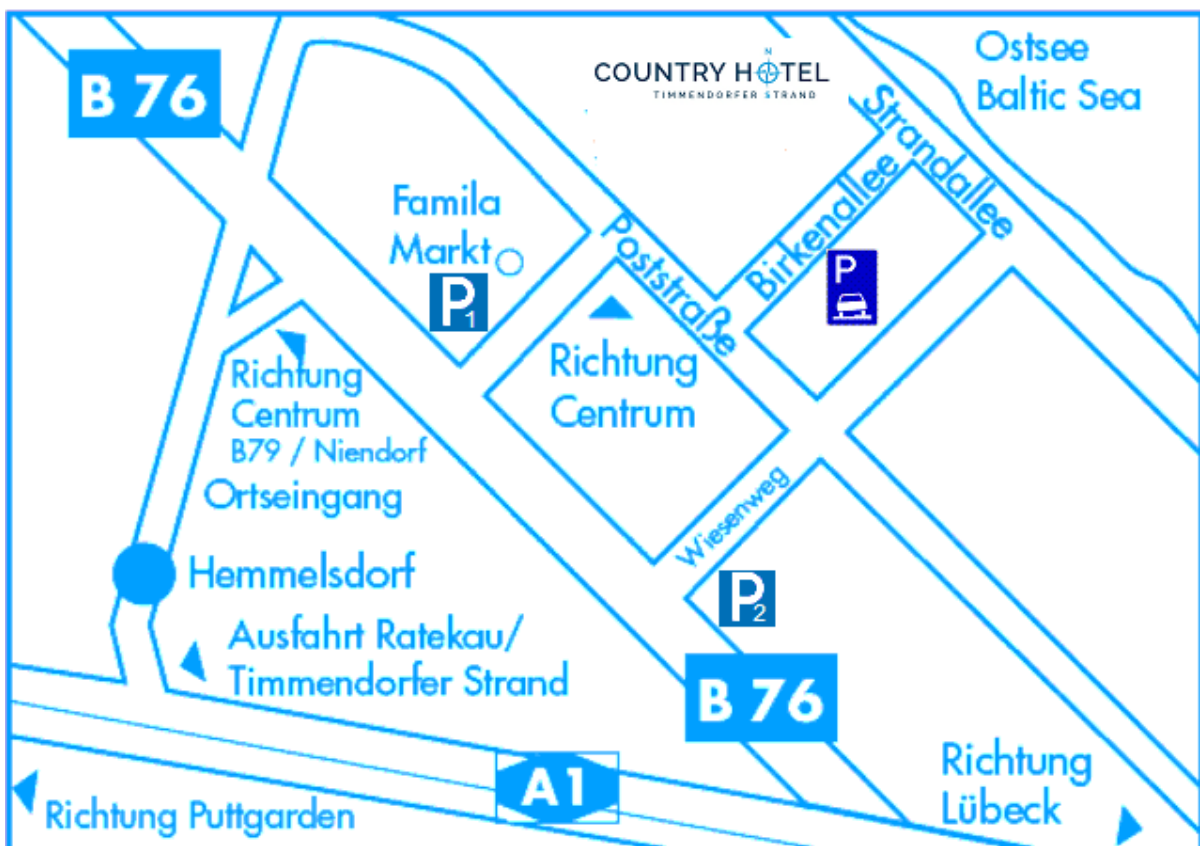 B 76
COUNTRY HOTEL
N
TIMMENDORFER STRAND
Ostsee
Baltic Sea
Strandallee
Birkenallee
Poststraße
Famila
Markt
P1
P
Richtung
Centrum
Richtung
Centrum
B79 / Niendorf
Ortseingang
Wiesenweg
Hemmelsdorf
P2
Ausfahrt Ratekau/
Timmendorfer Strand
B 76
A1
Richtung
Lübeck
Richtung Puttgarden